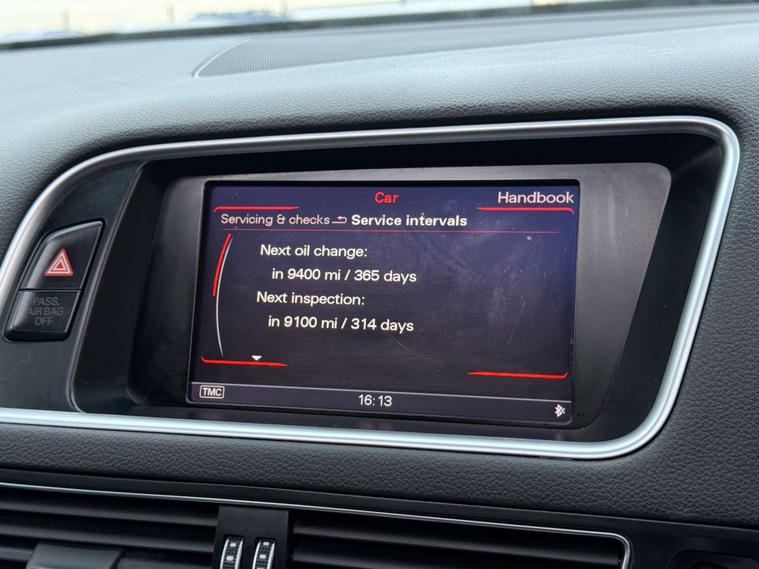 Car
Handbook
Servicing & checks Service intervals
Next oil change:
in 9400 mi / 365 days
Next inspection:
in 9100 mi / 314 days
TMC
16:13
PASS.
AIR BAG
OFF